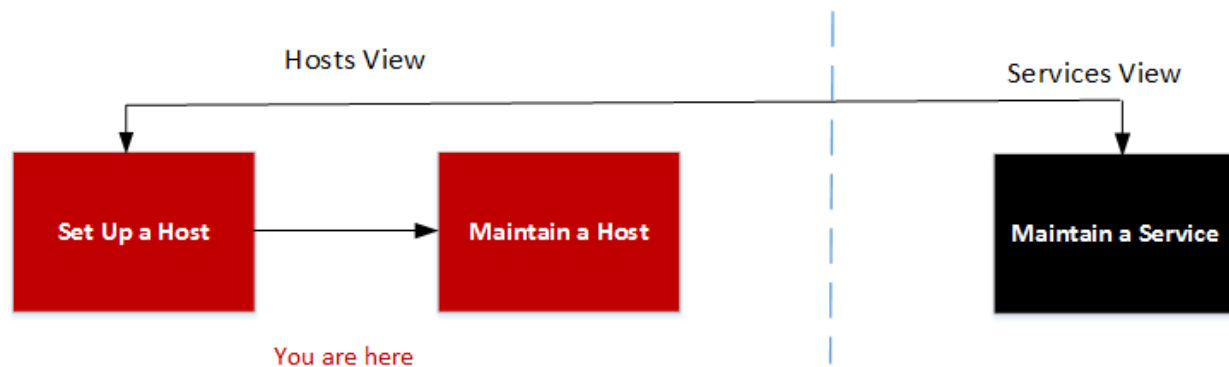 Hosts View
Services View
Set Up a Host
Maintain a Host
Maintain a Service
You are here